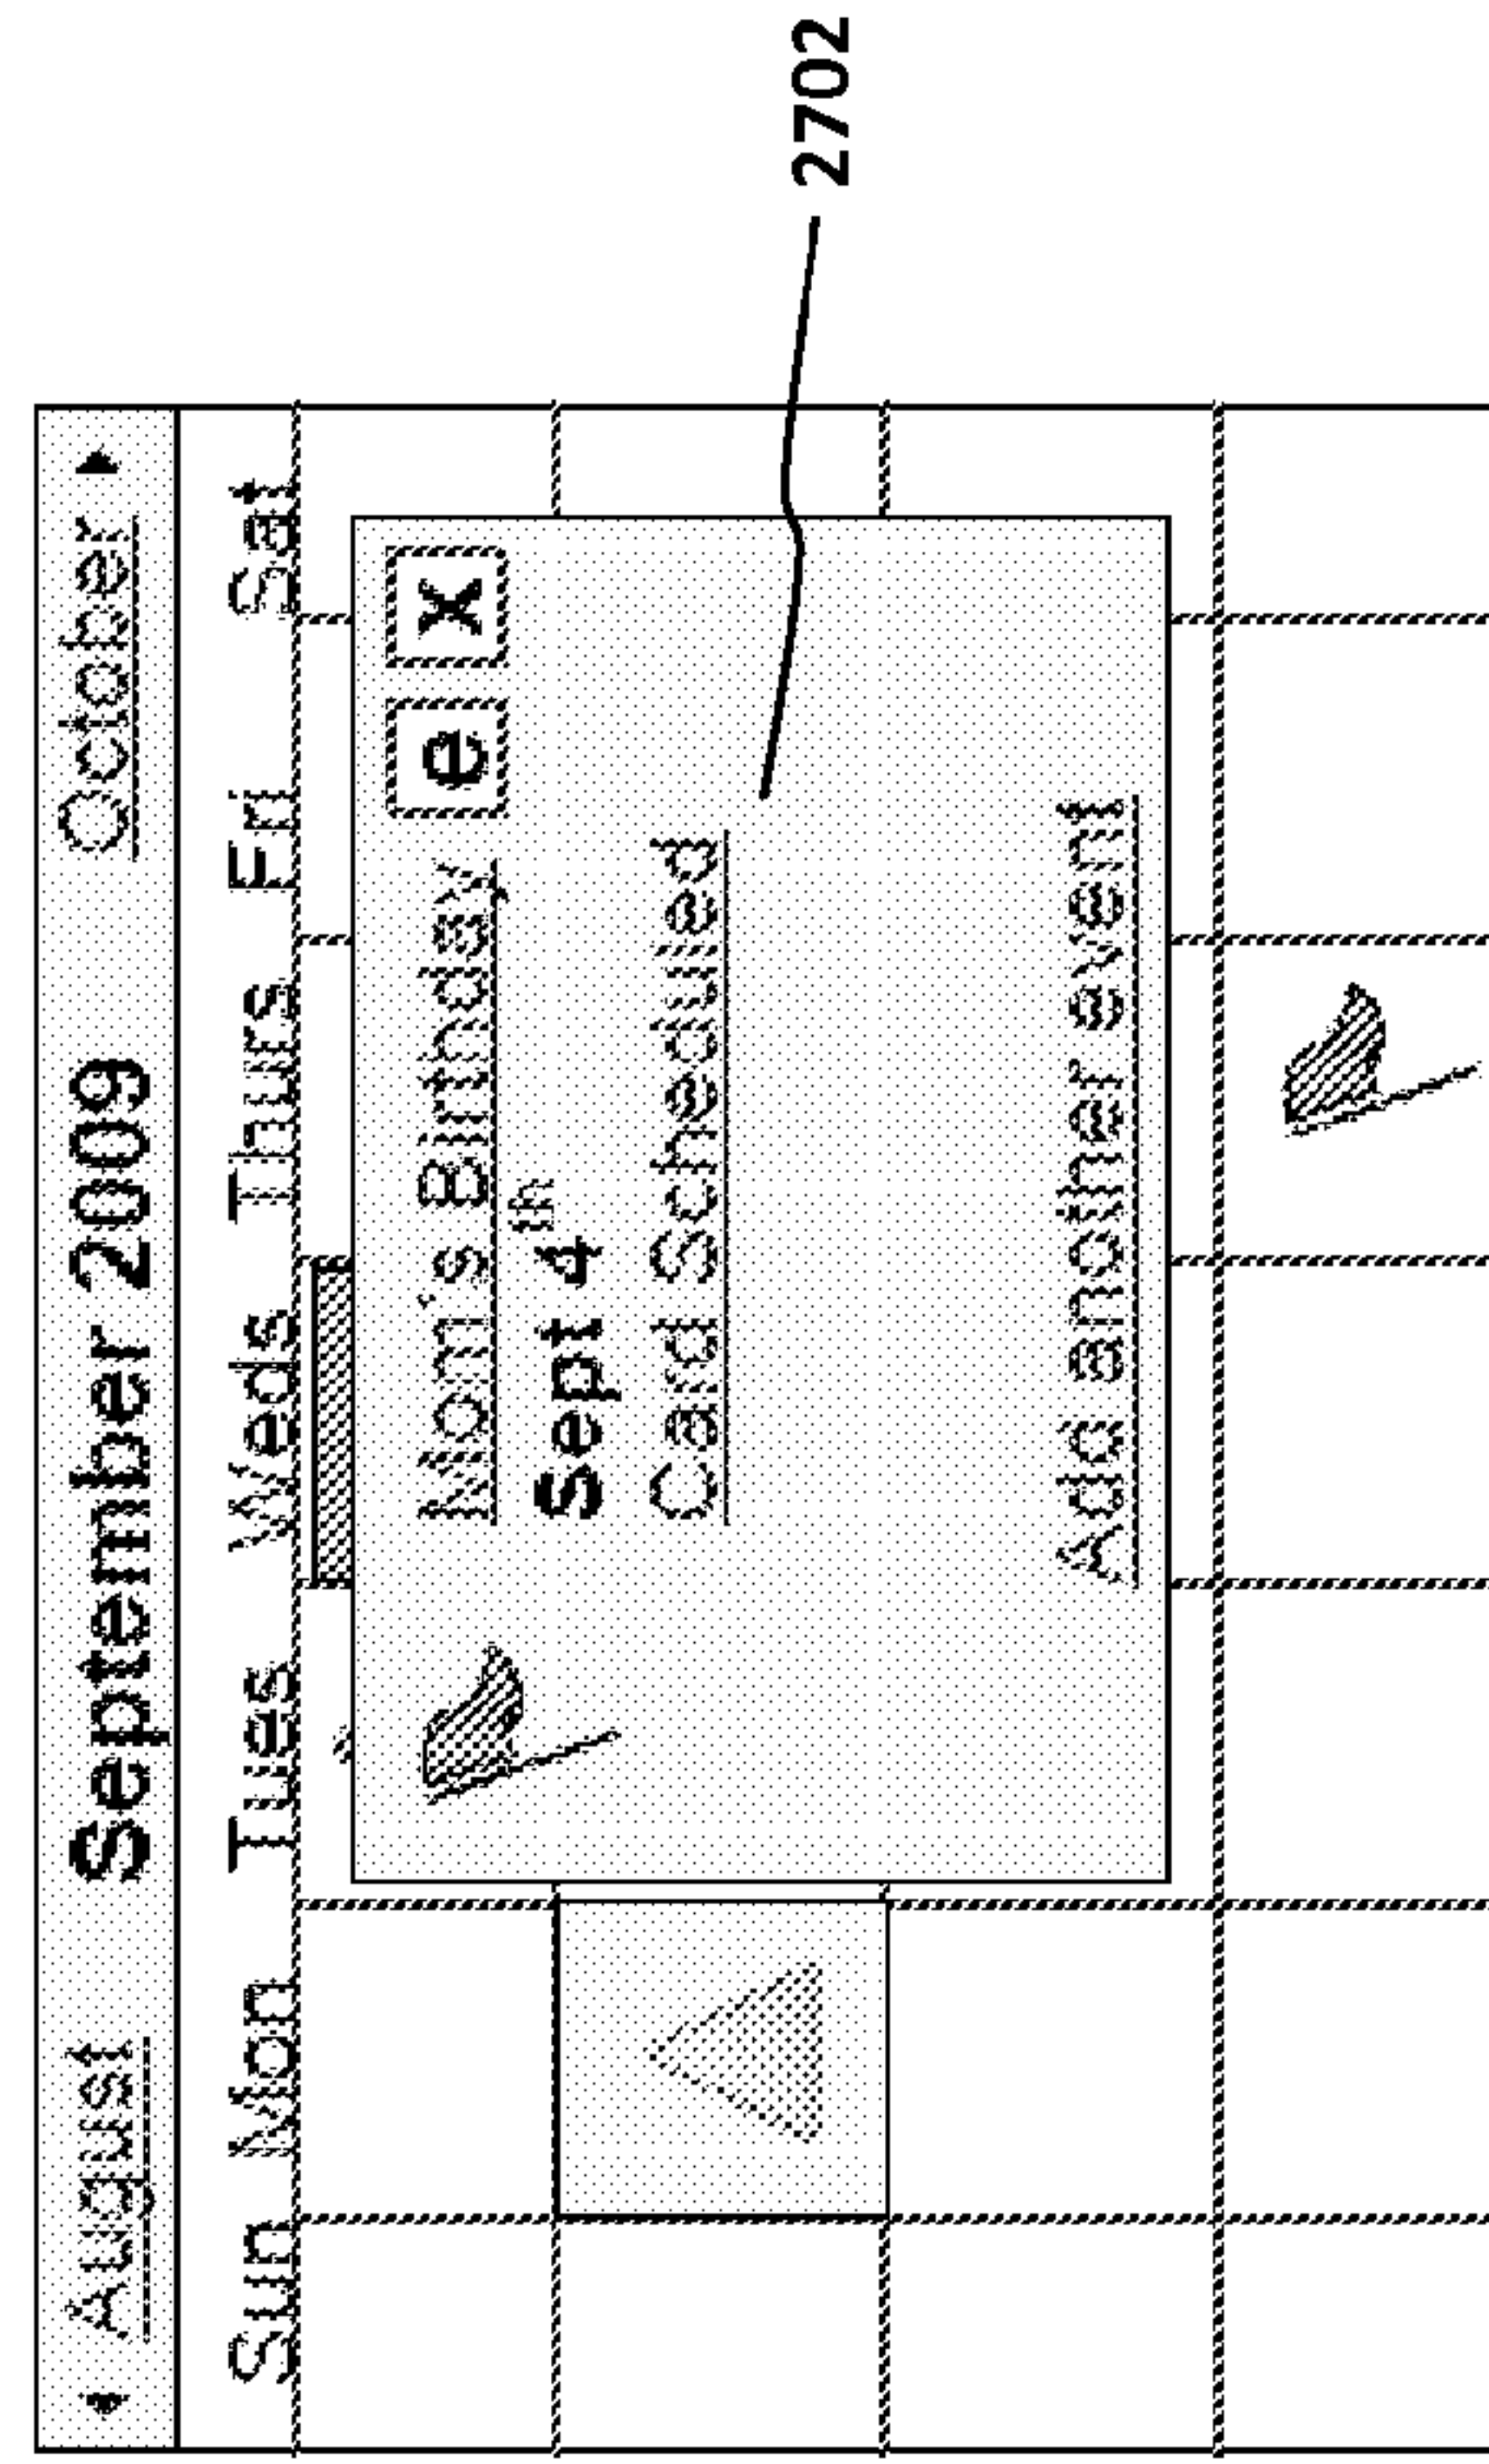 August September 2009 October
Sun Mon Tues Weds Thurs Fri Sat
Mom's Birthday e x
Sept 4th
Card Scheduled
2702
Add another event